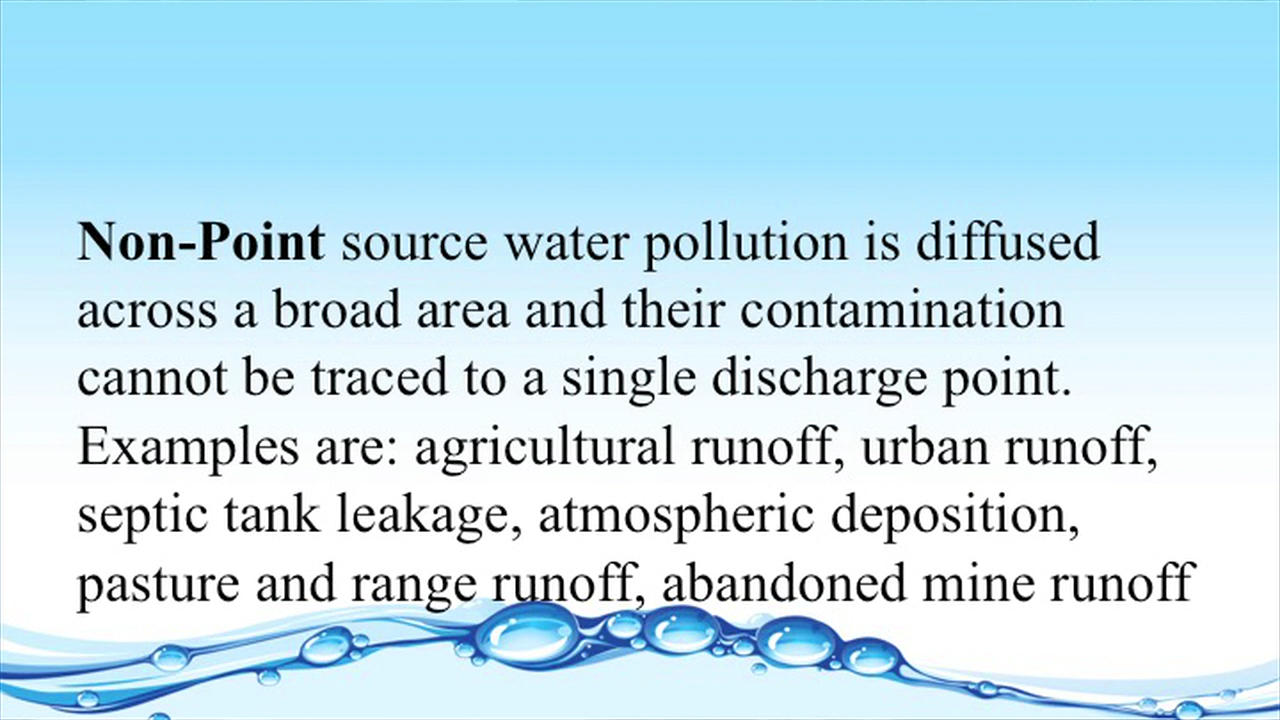 Non-Point source water pollution is diffused
across a broad area and their contamination
cannot be traced to a single discharge point.
Examples are: agricultural runoff, urban runoff,
septic tank leakage, atmospheric deposition,
pasture and range runoff, abandoned mine runoff